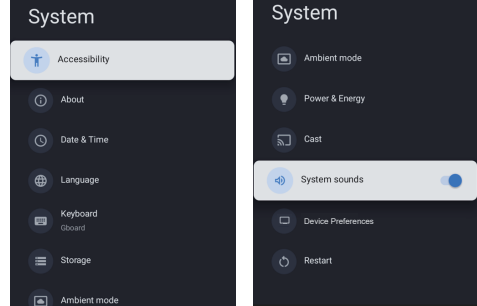 System
Accessibility
About
Date & Time
Language
Keyboard
Gboard
Storage
Ambient mode
System
Ambient mode
Power & Energy
Cast
System sounds
Device Preferences
Restart